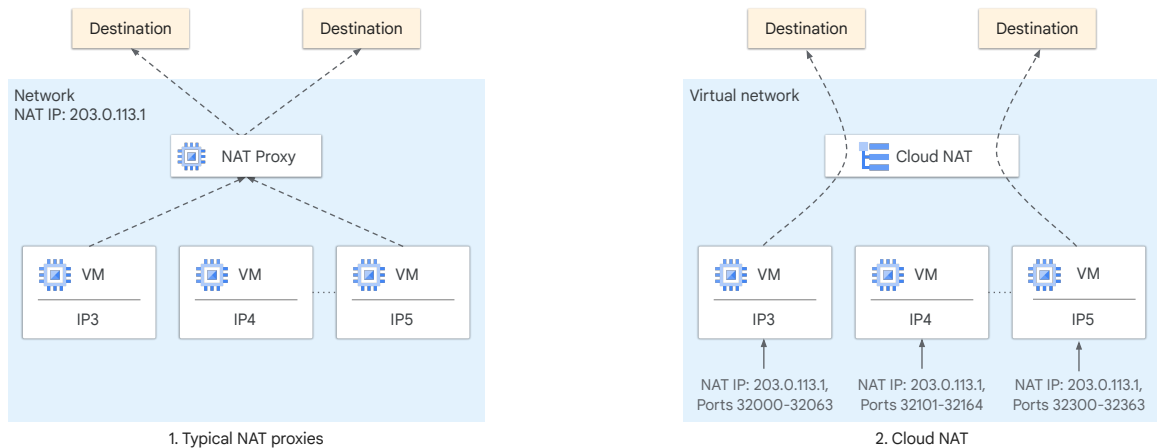 Destination
Destination
Network
NAT IP: 203.0.113.1
NAT Proxy
VM
IP3
VM
IP4
VM
IP5
1. Typical NAT proxies
Destination
Destination
Virtual network
Cloud NAT
VM
IP3
VM
IP4
VM
IP5
NAT IP: 203.0.113.1,
Ports 32000-32063
NAT IP: 203.0.113.1,
Ports 32101-32164
NAT IP: 203.0.113.1,
Ports 32300-32363
2. Cloud NAT